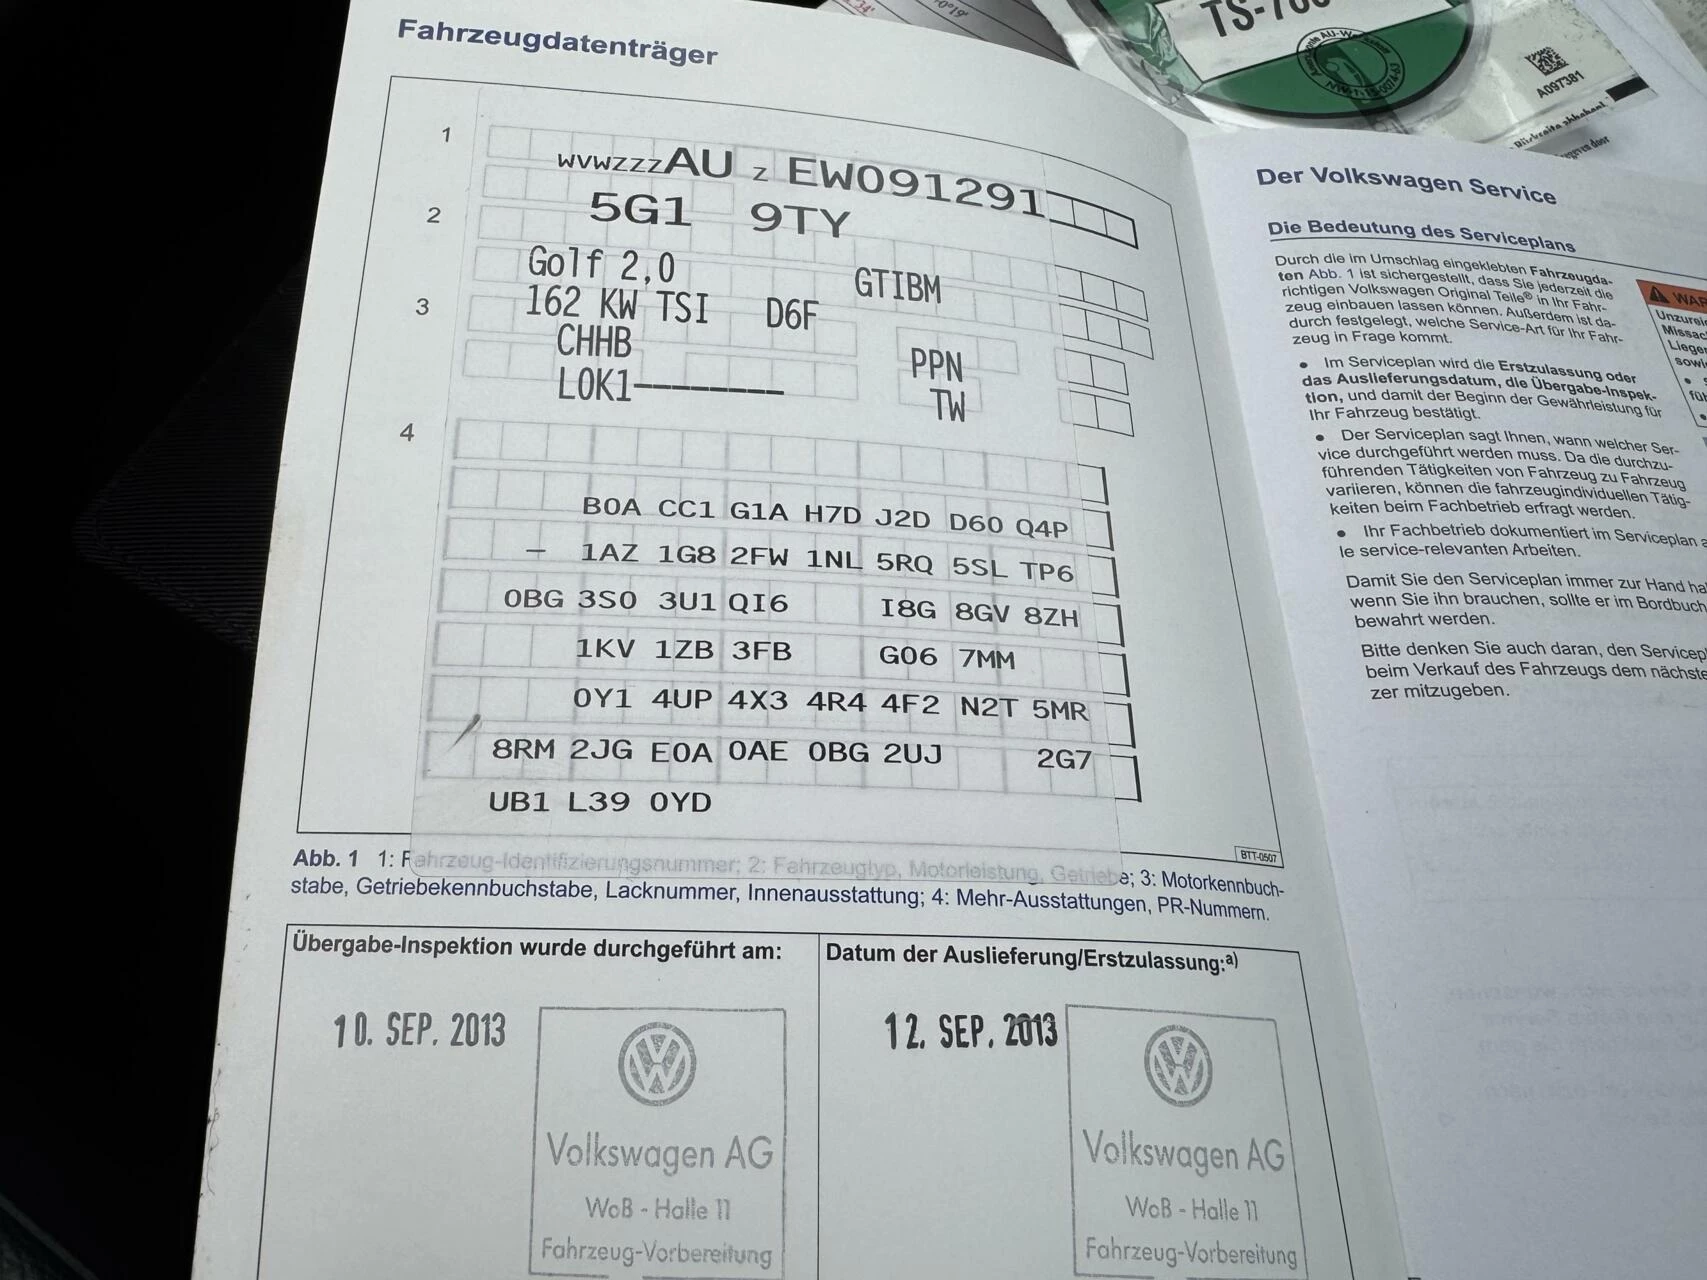 Fahrzeugdatenträger
1
WVWZZZAU Z EW091291
2
5G1 9TY
Golf 2,0 GTIBM
3
162 KW TSI D6F
CHHB PPN
LOK1-------- TW
4
B0A CC1 G1A H7D J2D D60 Q4P
- 1AZ 1G8 2FW 1NL 5RQ 5SL TP6
0BG 3S0 3U1 QI6 I8G 8GV 8ZH
1KV 1ZB 3FB G06 7MM
0Y1 4UP 4X3 4R4 4F2 N2T 5MR
8RM 2JG E0A 0AE 0BG 2UJ 2G7
UB1 L39 0YD
BTT-0507
Abb. 1 1: Fahrzeug-Identifizierungsnummer; 2: Fahrzeugtyp, Motorleistung, Getriebe; 3: Motorkennbuch-
stabe, Getriebekennbuchstabe, Lacknummer, Innenausstattung; 4: Mehr-Ausstattungen, PR-Nummern.
Übergabe-Inspektion wurde durchgeführt am:
10. SEP. 2013
Volkswagen AG
WoB - Halle 11
Fahrzeug-Vorbereitung
Datum der Auslieferung/Erstzulassung:a)
12. SEP. 2013
Volkswagen AG
WoB - Halle 11
Fahrzeug-Vorbereitung
A097381
Der Volkswagen Service
Die Bedeutung des Serviceplans
Durch die im Umschlag eingeklebten Fahrzeugda-
ten Abb. 1 ist sichergestellt, dass Sie jederzeit die
richtigen Volkswagen Original Teile® in Ihr Fahr-
zeug einbauen lassen können. Außerdem ist da-
durch festgelegt, welche Service-Art für Ihr Fahr-
zeug in Frage kommt.
• Im Serviceplan wird die Erstzulassung oder
das Auslieferungsdatum, die Übergabe-Inspek-
tion, und damit der Beginn der Gewährleistung für
Ihr Fahrzeug bestätigt.
• Der Serviceplan sagt Ihnen, wann welcher Ser-
vice durchgeführt werden muss. Da die durchzu-
führenden Tätigkeiten von Fahrzeug zu Fahrzeug
variieren, können die fahrzeugindividuellen Tätig-
keiten beim Fachbetrieb erfragt werden.
• Ihr Fachbetrieb dokumentiert im Serviceplan a
le service-relevanten Arbeiten.
Damit Sie den Serviceplan immer zur Hand ha
wenn Sie ihn brauchen, sollte er im Bordbuch
bewahrt werden.
Bitte denken Sie auch daran, den Servicepl
beim Verkauf des Fahrzeugs dem nächste
zer mitzugeben.
WAR
Unzurei
Missac
Liege
sowi